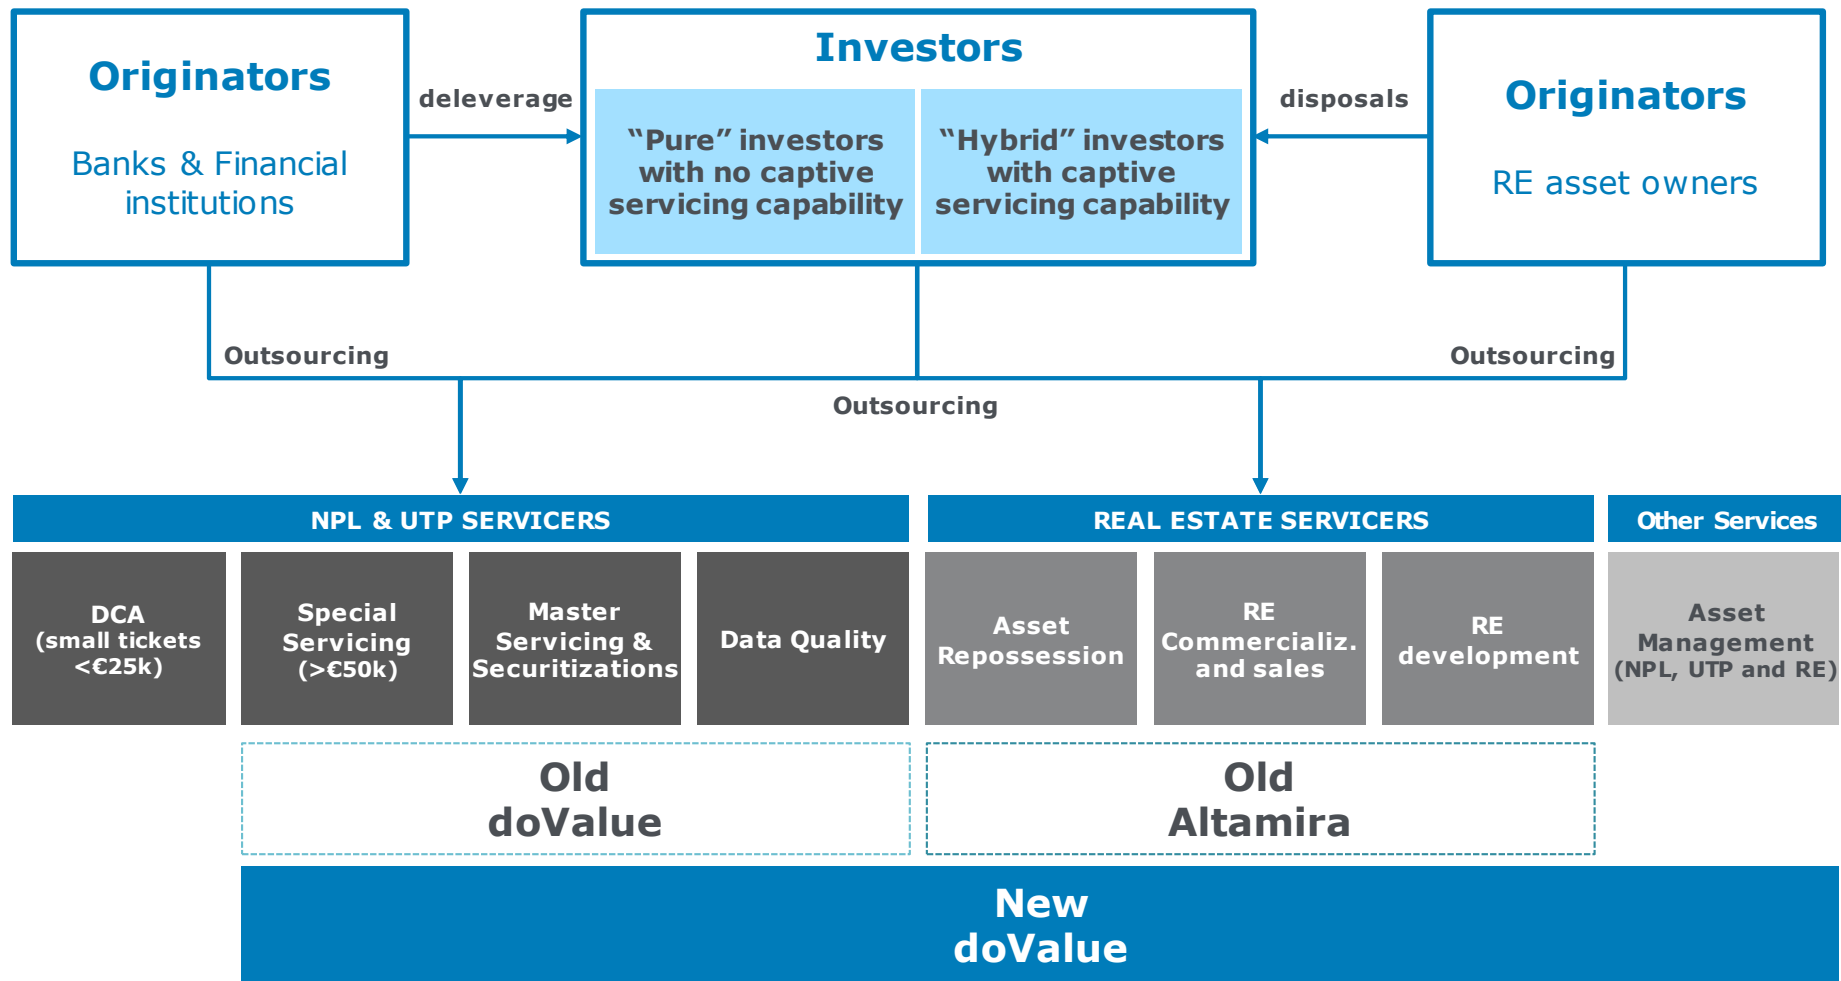 Originators
Banks & Financial
institutions
deleverage
Investors
“Pure” investors
with no captive
servicing capability
“Hybrid” investors
with captive
servicing capability
disposals
Originators
RE asset owners
Outsourcing
Outsourcing
Outsourcing
NPL & UTP SERVICERS
DCA
(small tickets
<€25k)
Special
Servicing
(>€50k)
Master
Servicing &
Securitizations
Data Quality
REAL ESTATE SERVICERS
Asset
Repossession
RE
Commercializ.
and sales
RE
development
Other Services
Asset
Management
(NPL, UTP and RE)
Old
doValue
Old
Altamira
New
doValue